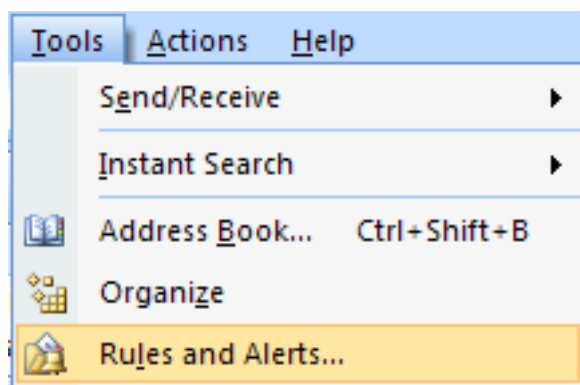 Tools Actions Help
Send/Receive
Instant Search
Address Book... Ctrl+Shift+B
Organize
Rules and Alerts...